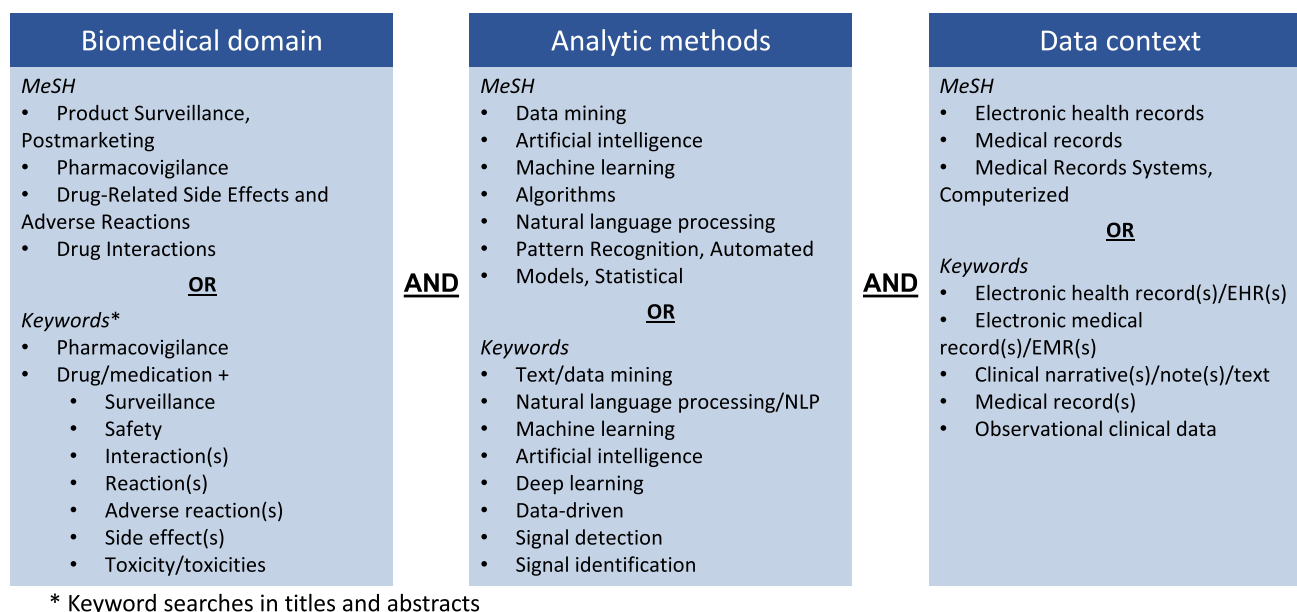 Biomedical domain
MeSH
• Product Surveillance,
Postmarketing
• Pharmacovigilance
• Drug-Related Side Effects and
Adverse Reactions
• Drug Interactions
OR
Keywords*
• Pharmacovigilance
• Drug/medication +
• Surveillance
• Safety
• Interaction(s)
• Reaction(s)
• Adverse reaction(s)
• Side effect(s)
• Toxicity/toxicities
AND
Analytic methods
MeSH
• Data mining
• Artificial intelligence
• Machine learning
• Algorithms
• Natural language processing
• Pattern Recognition, Automated
• Models, Statistical
OR
Keywords
• Text/data mining
• Natural language processing/NLP
• Machine learning
• Artificial intelligence
• Deep learning
• Data-driven
• Signal detection
• Signal identification
AND
Data context
MeSH
• Electronic health records
• Medical records
• Medical Records Systems,
Computerized
OR
Keywords
• Electronic health record(s)/EHR(s)
• Electronic medical
record(s)/EMR(s)
• Clinical narrative(s)/note(s)/text
• Medical record(s)
• Observational clinical data
* Keyword searches in titles and abstracts